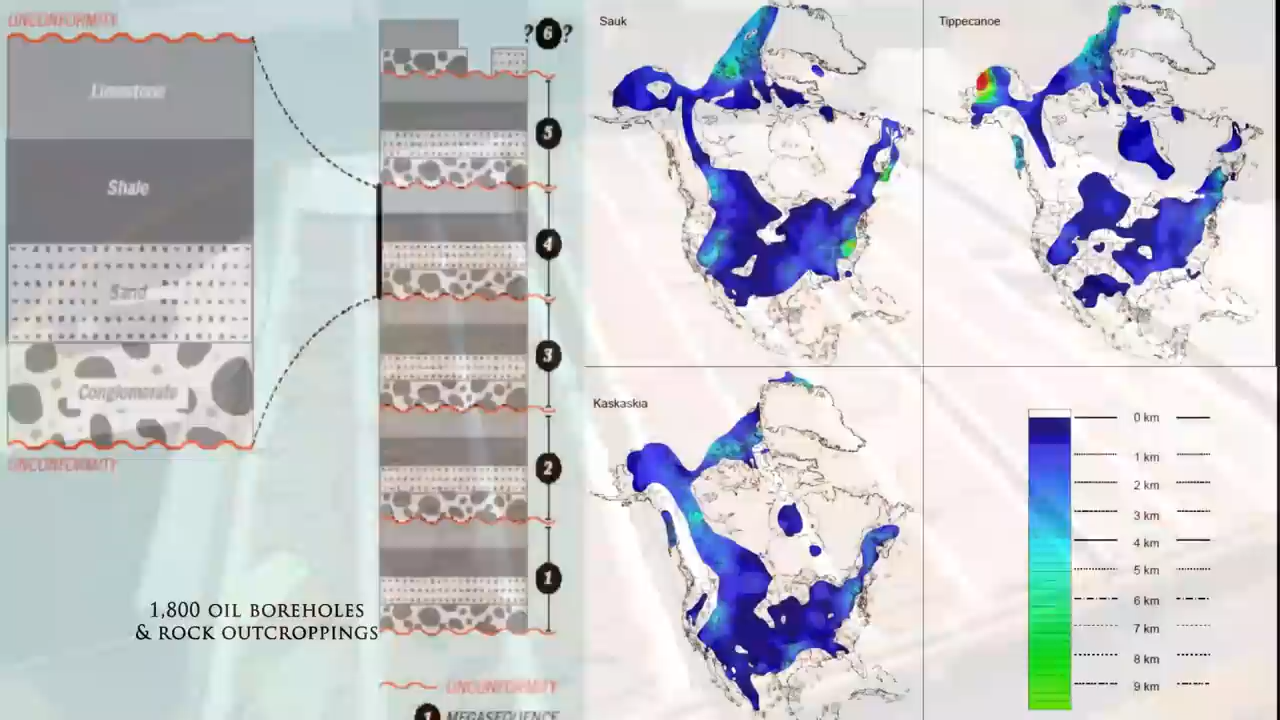 UNCONFORMITY
Limestone
Shale
Sand
Conglomerate
UNCONFORMITY
1,800 OIL BOREHOLES
& ROCK OUTCROPPINGS
? 6 ?
5
4
3
2
1
UNCONFORMITY
1 MEGASEQUENCE
Sauk
Tippecanoe
Kaskaskia
0 km
1 km
2 km
3 km
4 km
5 km
6 km
7 km
8 km
9 km